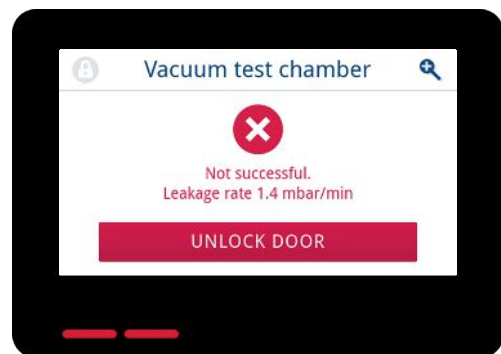 Vacuum test chamber
Not successful.
Leakage rate 1.4 mbar/min
UNLOCK DOOR